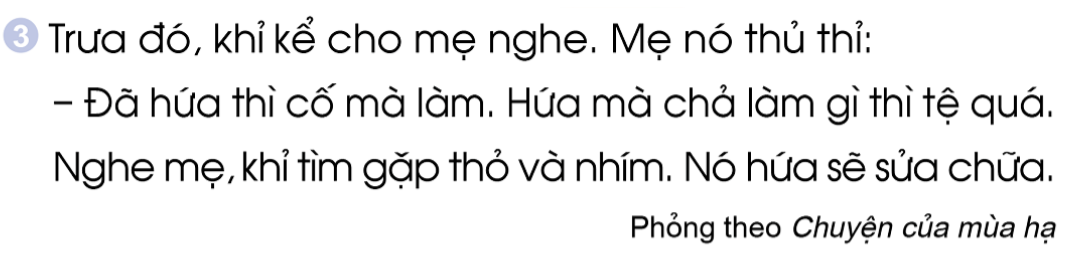 3 Trưa đó, khỉ kể cho mẹ nghe. Mẹ nó thủ thỉ:
– Đã hứa thì cố mà làm. Hứa mà chả làm gì thì tệ quá.
Nghe mẹ, khỉ tìm gặp thỏ và nhím. Nó hứa sẽ sửa chữa.
Phỏng theo Chuyện của mùa hạ